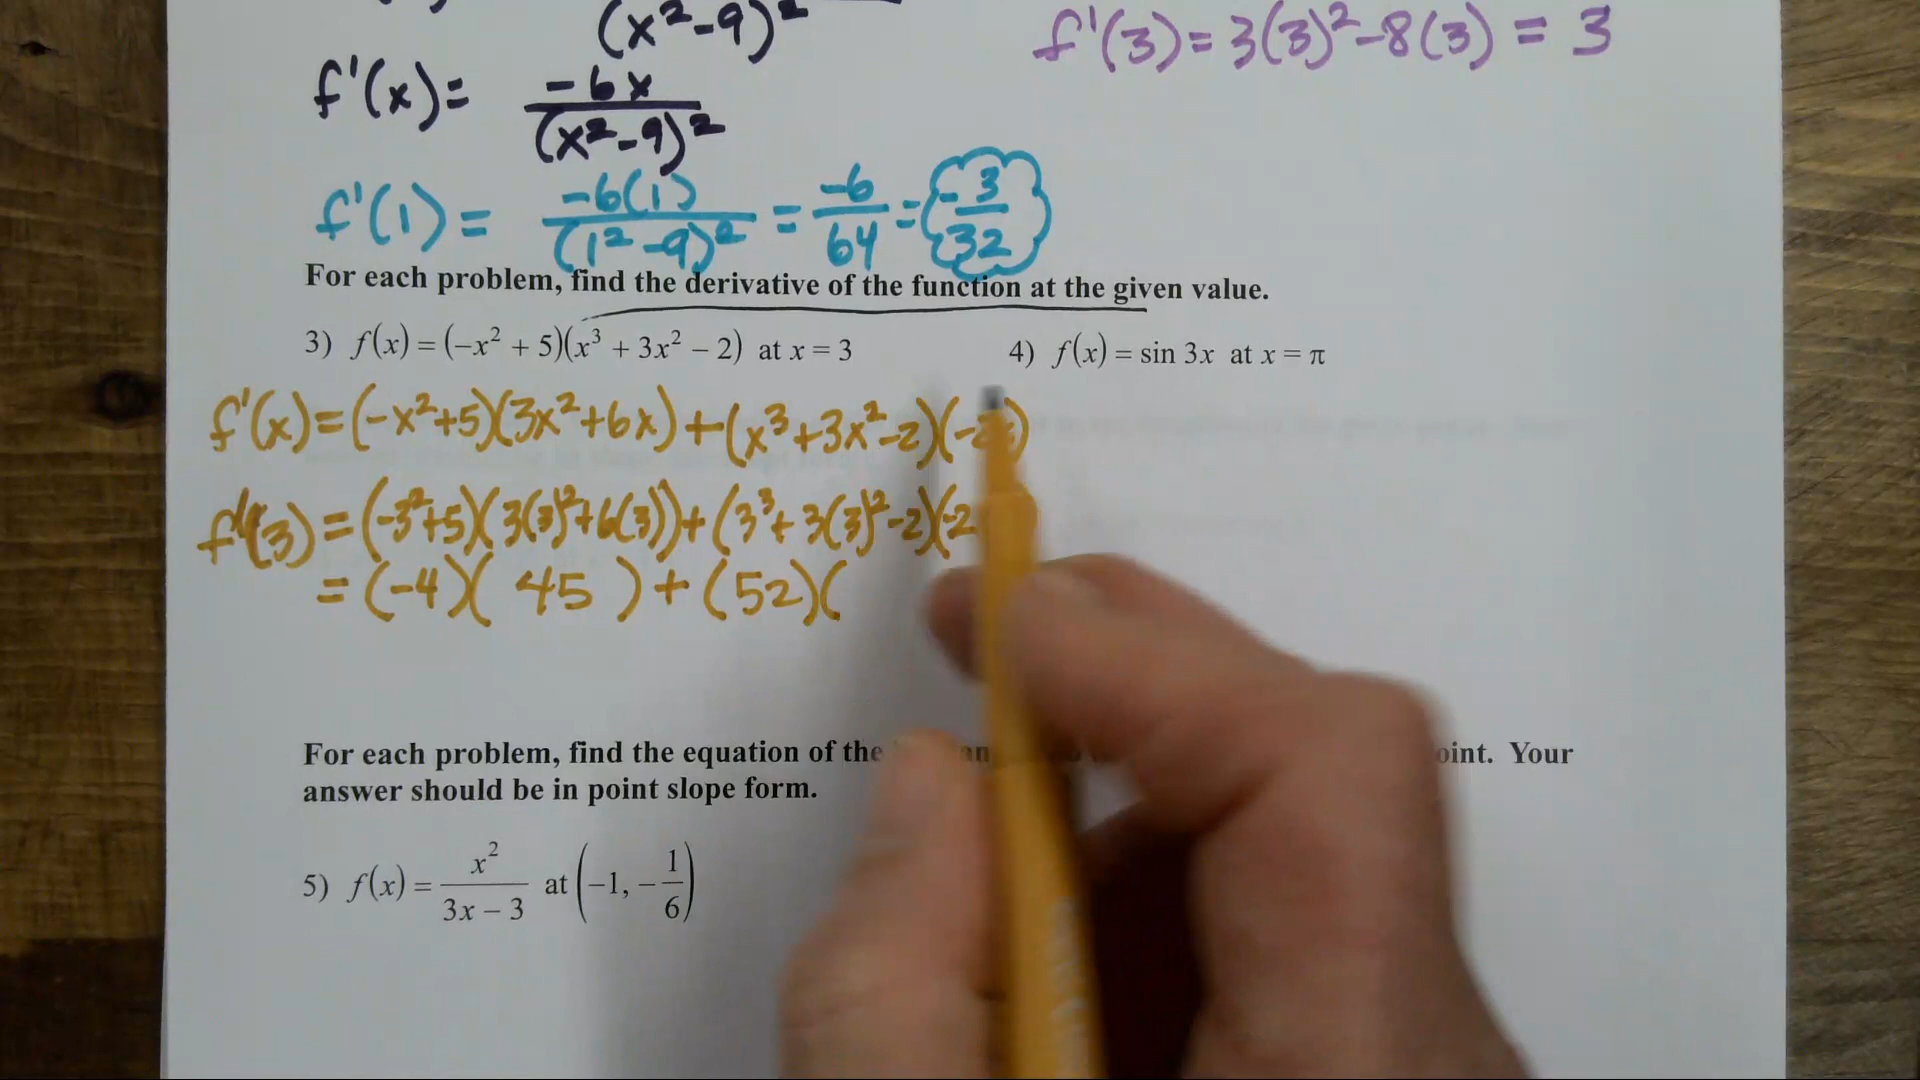 (x²-9)²
f'(3) = 3(3)²-8(3) = 3
f'(x) = -6x/(x²-9)²
f'(1) = -6(1)/(1²-9)² = -6/64 = -3/32
For each problem, find the derivative of the function at the given value.
3) f(x) = (−x² + 5)(x³ + 3x² − 2) at x = 3
4) f(x) = sin 3x at x = π
f'(x) = (-x²+5)(3x²+6x) + (x³+3x²-2)(-2
f'(3) = (-3²+5)(3(3)²+6(3)) + (3³+3(3)²-2)(-2
= (-4)( 45 ) + (52)(
For each problem, find the equation of the oint. Your
answer should be in point slope form.
5) f(x) = x²/(3x − 3) at (−1, −1/6)